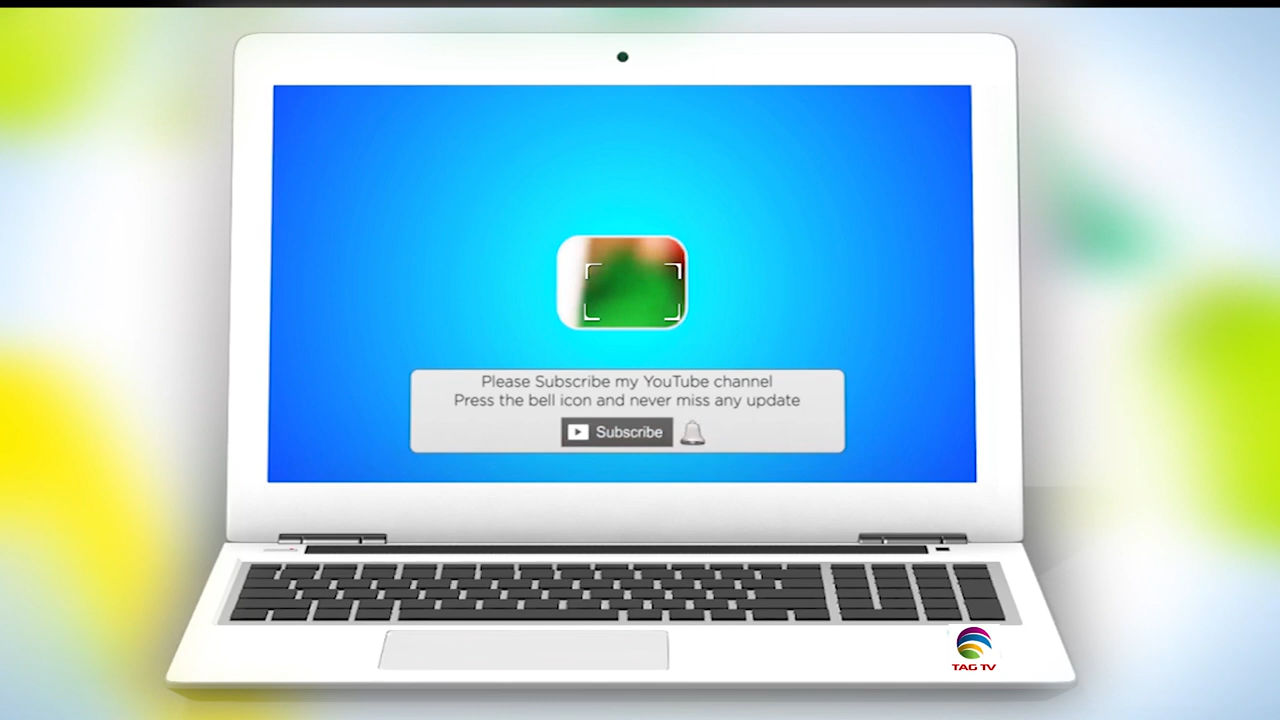 Please Subscribe my YouTube channel
Press the bell icon and never miss any update
Subscribe
TAG TV